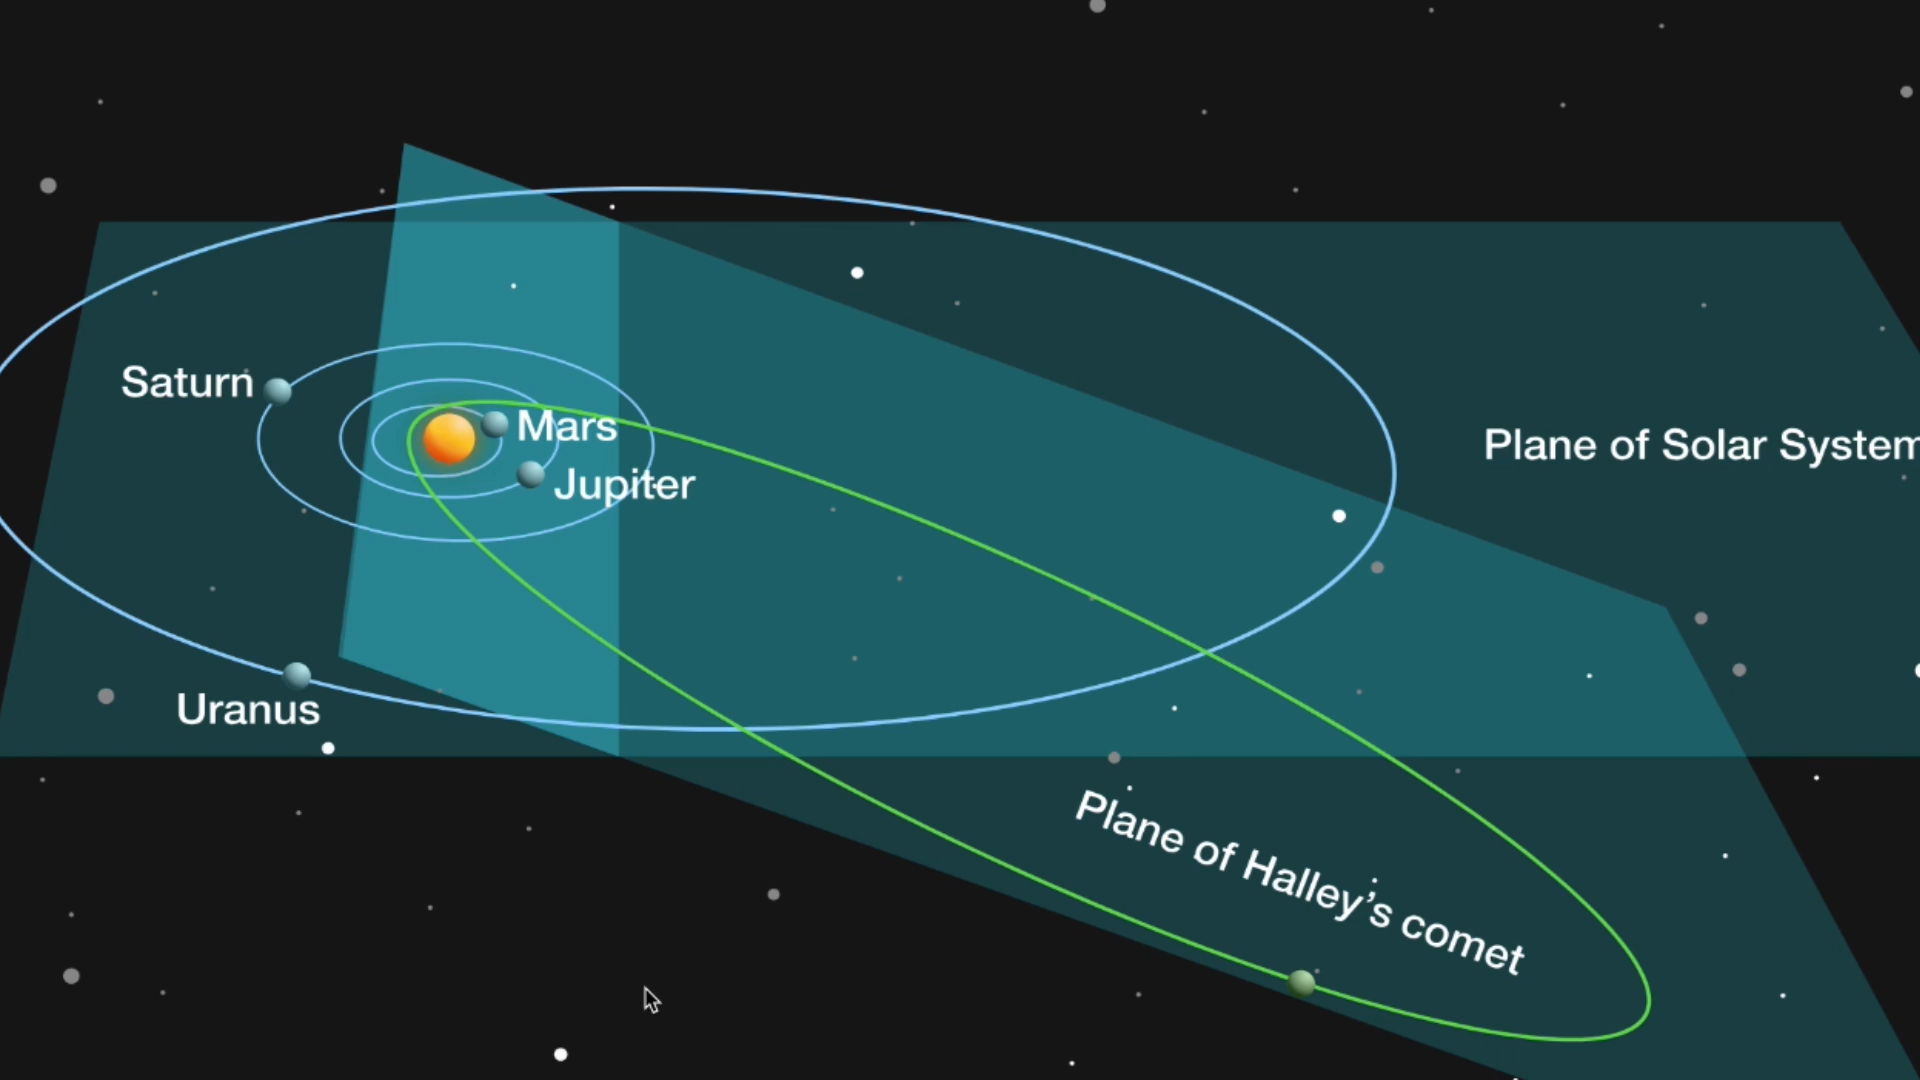 Saturn
Mars
Plane of Solar System
Jupiter
Uranus
Plane of Halley’s comet